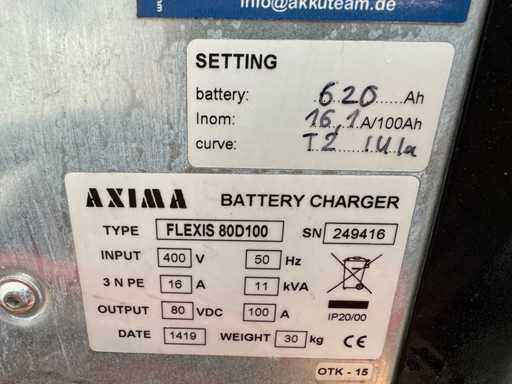 info@akkuteam.de
SETTING
battery: 620 Ah
Inom: 16,1 A/100Ah
curve: T2 IUIa
AXIMA BATTERY CHARGER
TYPE FLEXIS 80D100 SN 249416
INPUT 400 V 50 Hz
3 N PE 16 A 11 kVA
OUTPUT 80 VDC 100 A IP20/00
DATE 1419 WEIGHT 30 kg CE
OTK - 15